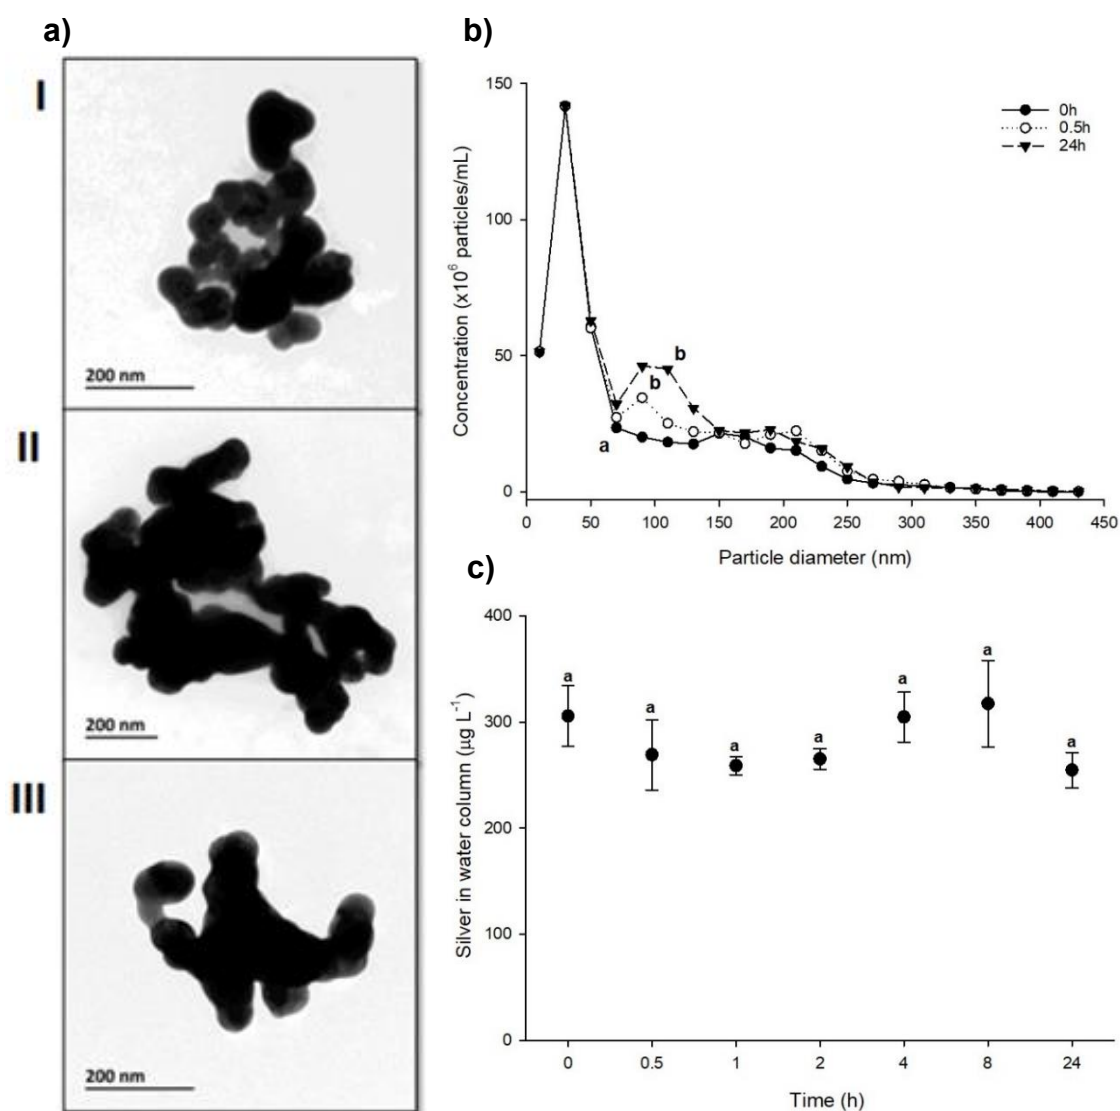 a)
I
200 nm
II
200 nm
III
200 nm
b)
150
100
50
0
Concentration (x10⁶ particles/mL)
0h
0.5h
24h
a
b
b
0 50 100 150 200 250 300 350 400 450
Particle diameter (nm)
c)
400
300
200
100
0
Silver in water column (µg L⁻¹)
a a a a a a a
0 0.5 1 2 4 8 24
Time (h)